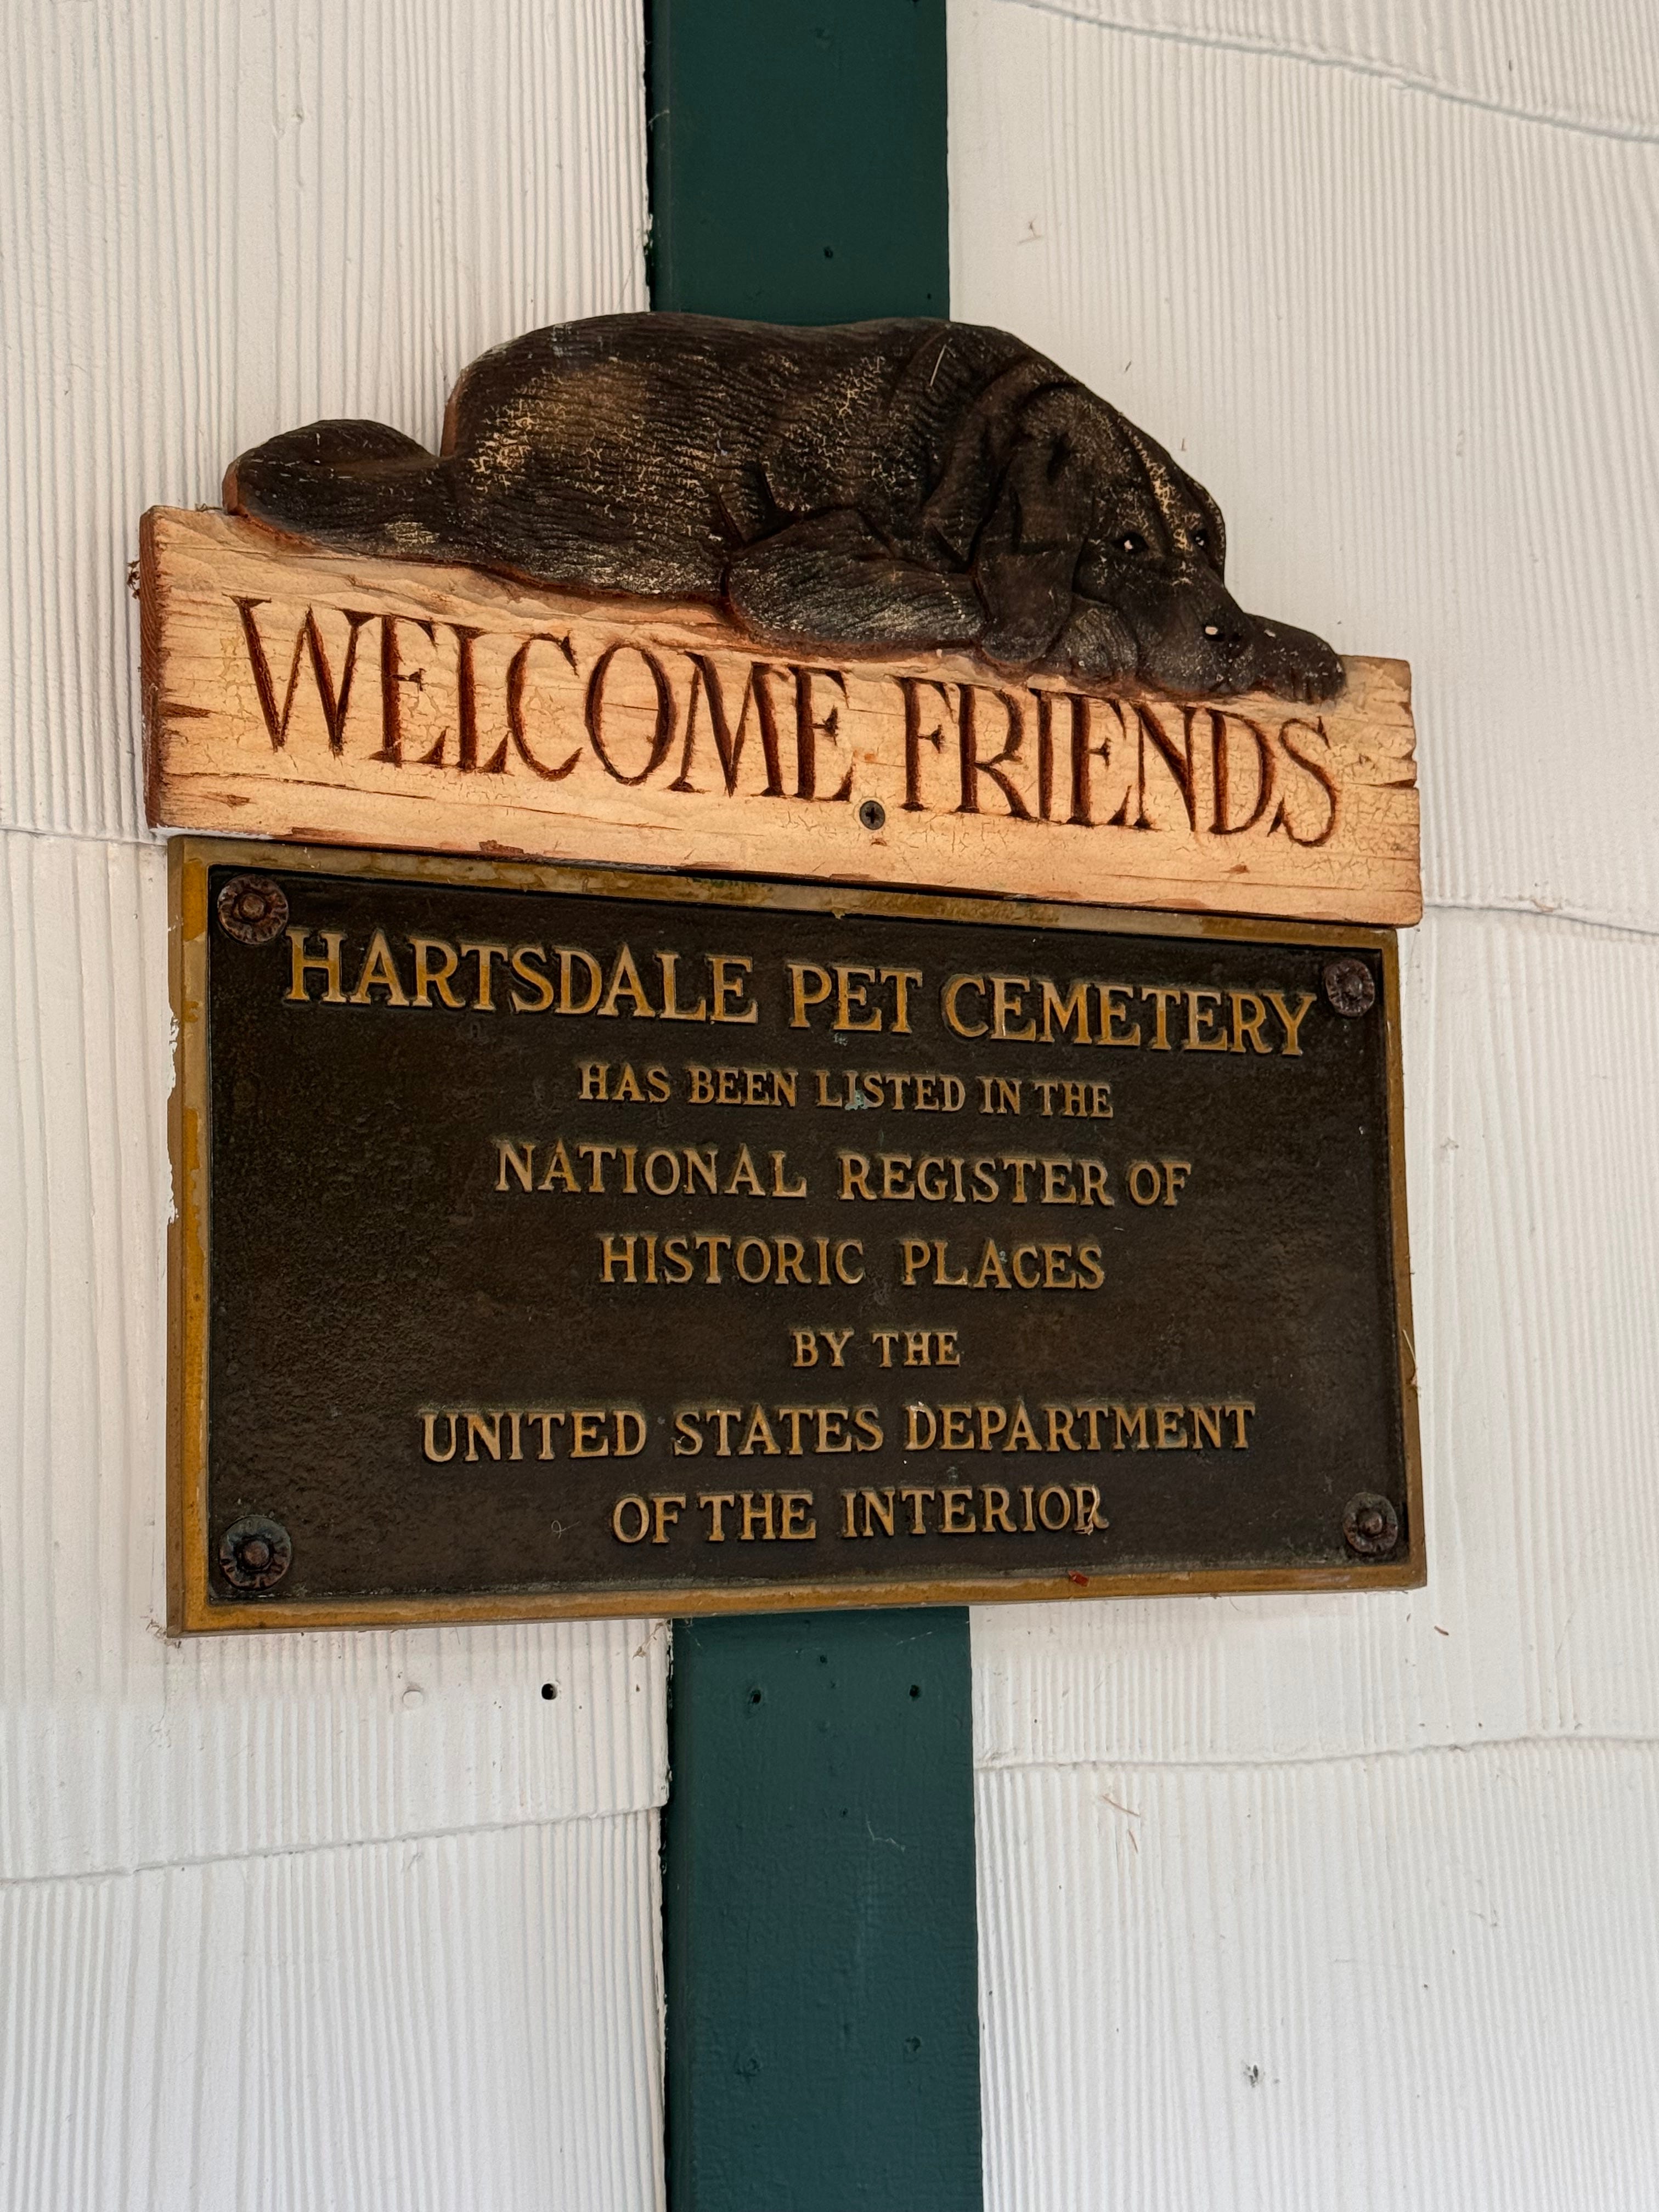 WELCOME FRIENDS
HARTSDALE PET CEMETERY
HAS BEEN LISTED IN THE
NATIONAL REGISTER OF
HISTORIC PLACES
BY THE
UNITED STATES DEPARTMENT
OF THE INTERIOR